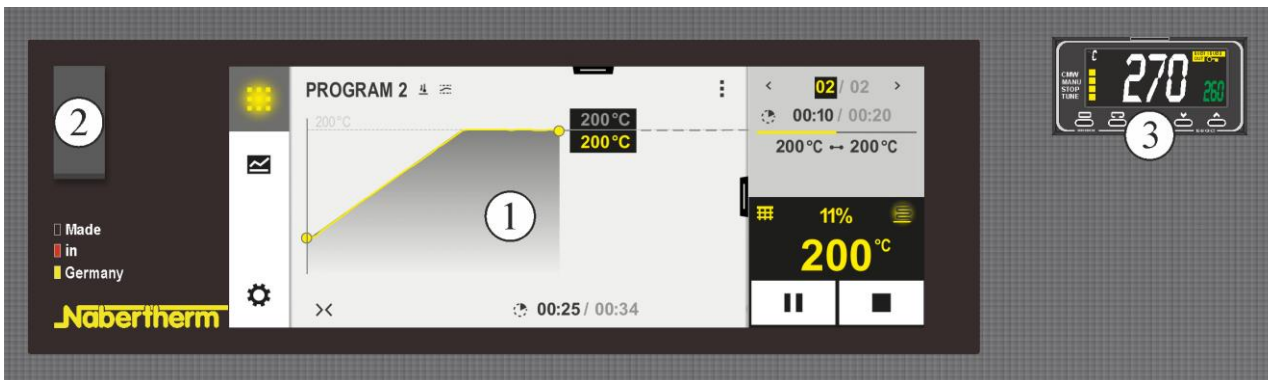 2
Made
in
Germany
Nabertherm
PROGRAM 2
200°C
200°C
200°C
1
00:25 / 00:34
02 / 02
00:10 / 00:20
200°C ↔ 200°C
11%
200°C
C
270
260
CMW
MANU
STOP
TUNE
3